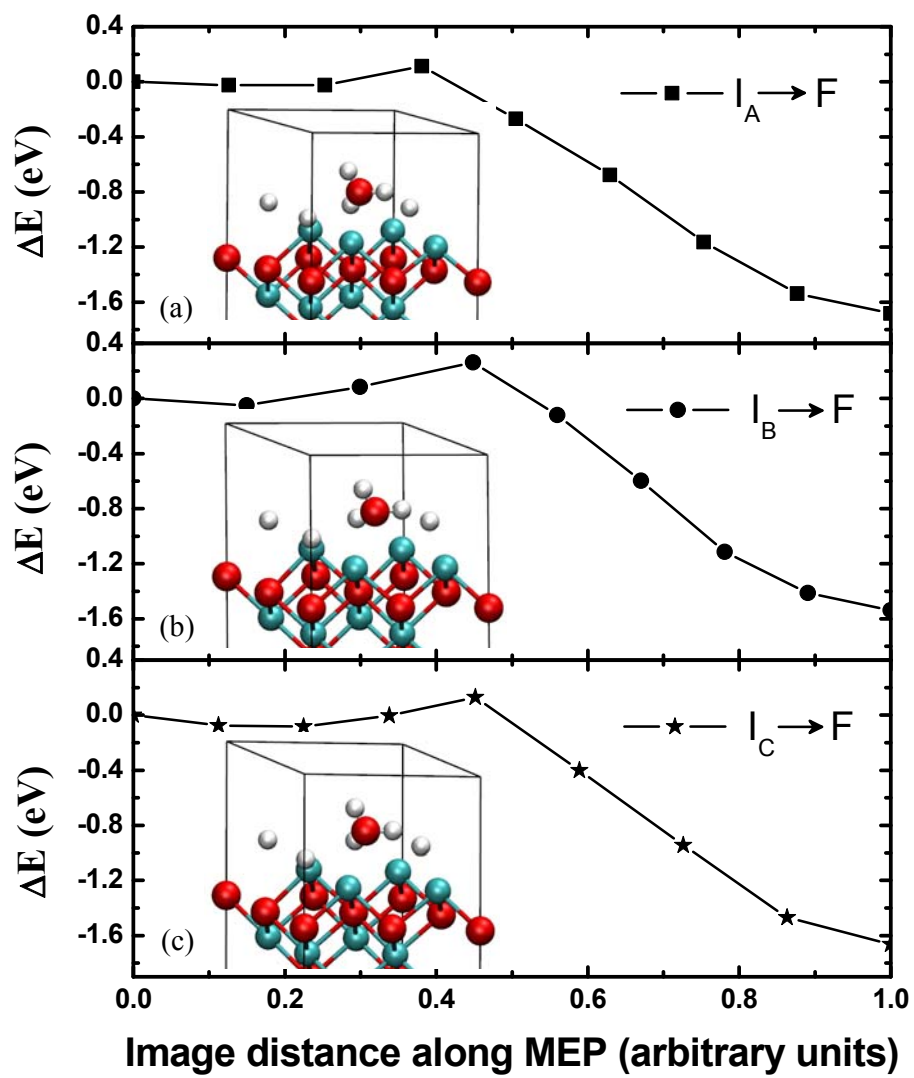 0.4
0.0
-0.4
-0.8
-1.2
-1.6
ΔE (eV)
I_A → F
(a)
0.4
0.0
-0.4
-0.8
-1.2
-1.6
ΔE (eV)
I_B → F
(b)
0.4
0.0
-0.4
-0.8
-1.2
-1.6
ΔE (eV)
I_C → F
(c)
0.0 0.2 0.4 0.6 0.8 1.0
Image distance along MEP (arbitrary units)